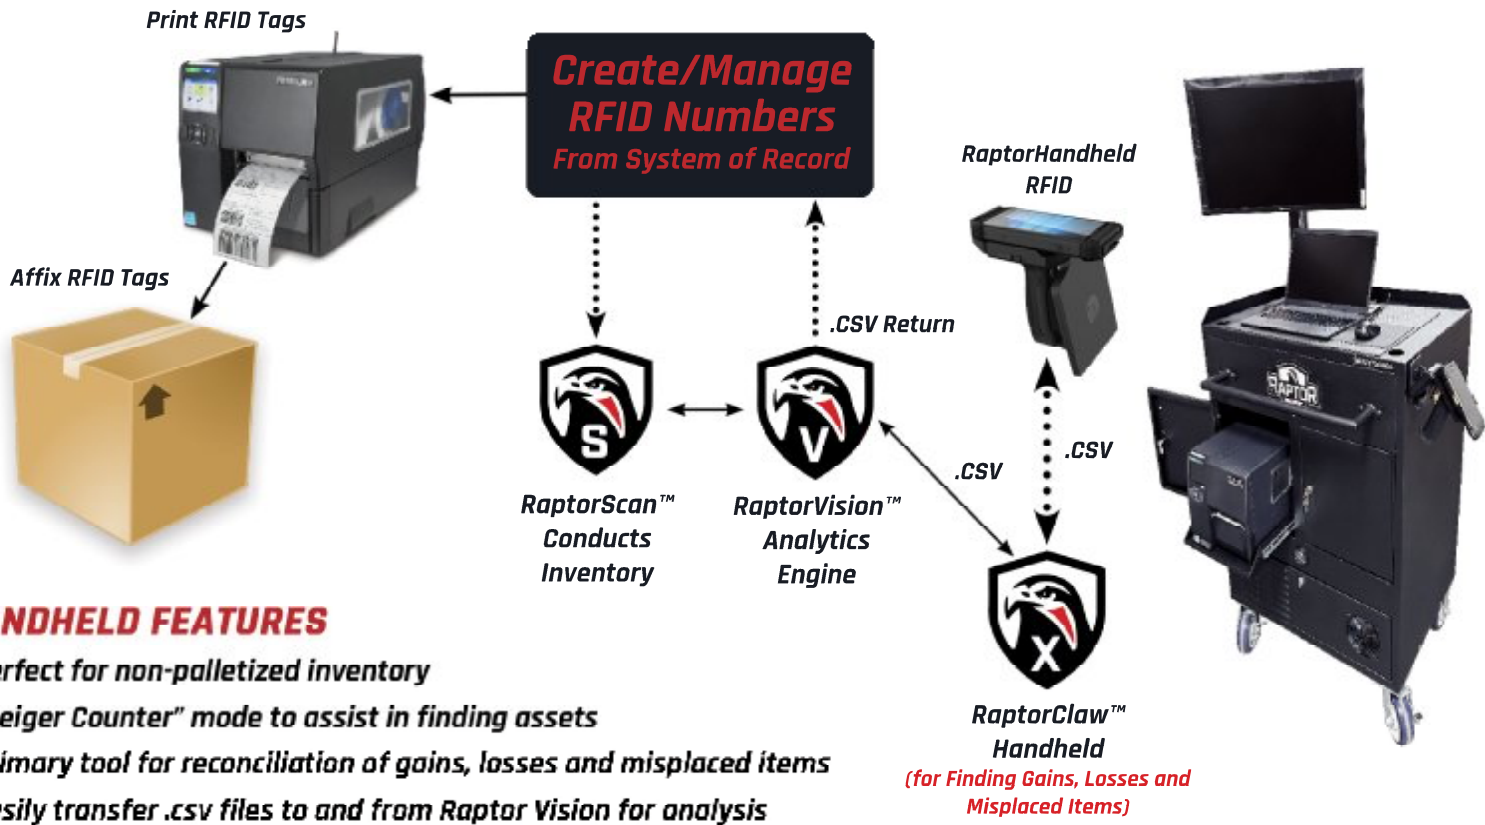 Print RFID Tags
Create/Manage
RFID Numbers
From System of Record
RaptorHandheld
RFID
Affix RFID Tags
.CSV Return
S
V
.CSV
.CSV
RaptorScan™
Conducts
Inventory
RaptorVision™
Analytics
Engine
RAPTOR
X
RaptorClaw™
Handheld
(for Finding Gains, Losses and
Misplaced Items)
NDHELD FEATURES
erfect for non-palletized inventory
eiger Counter” mode to assist in finding assets
imary tool for reconciliation of gains, losses and misplaced items
sily transfer .csv files to and from Raptor Vision for analysis